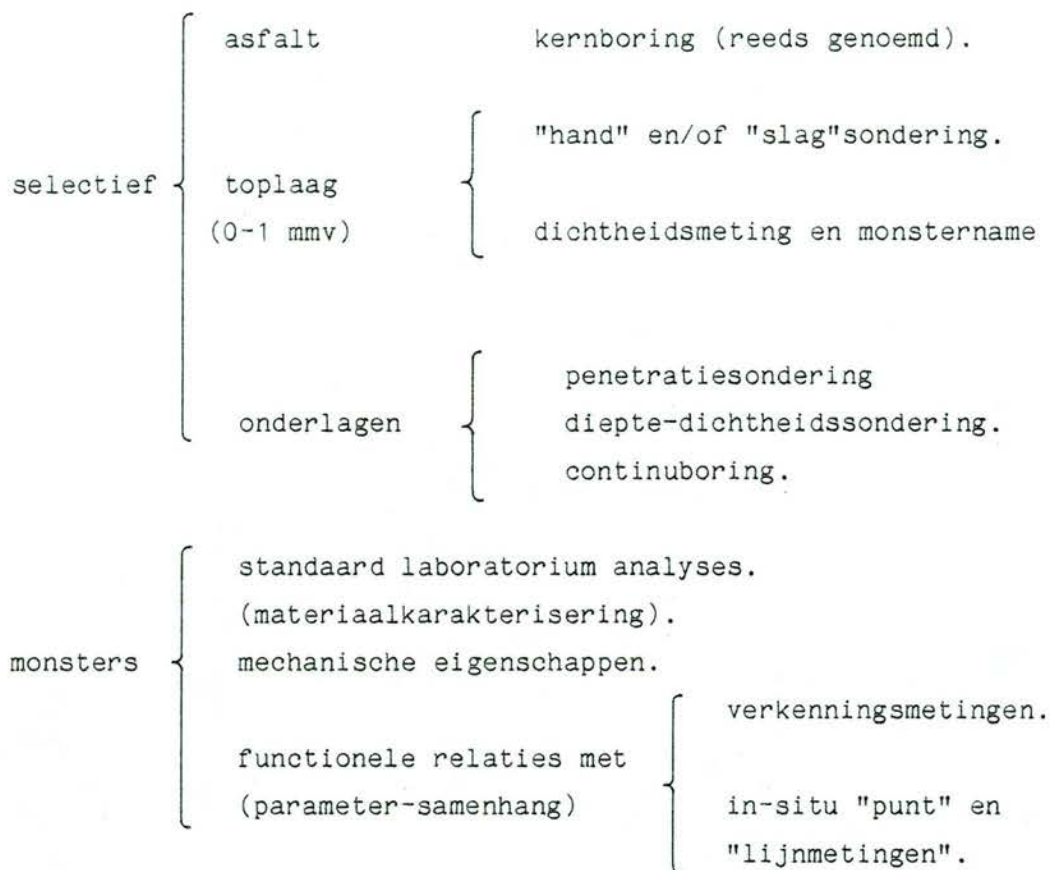 asfalt kernboring (reeds genoemd).
"hand" en/of "slag"sondering.
selectief toplaag
(0-1 mmv) dichtheidsmeting en monstername
penetratiesondering
onderlagen diepte-dichtheidssondering.
continuboring.
standaard laboratorium analyses.
(materiaalkarakterisering).
monsters mechanische eigenschappen.
verkenningsmetingen.
functionele relaties met
(parameter-samenhang) in-situ "punt" en
"lijnmetingen".